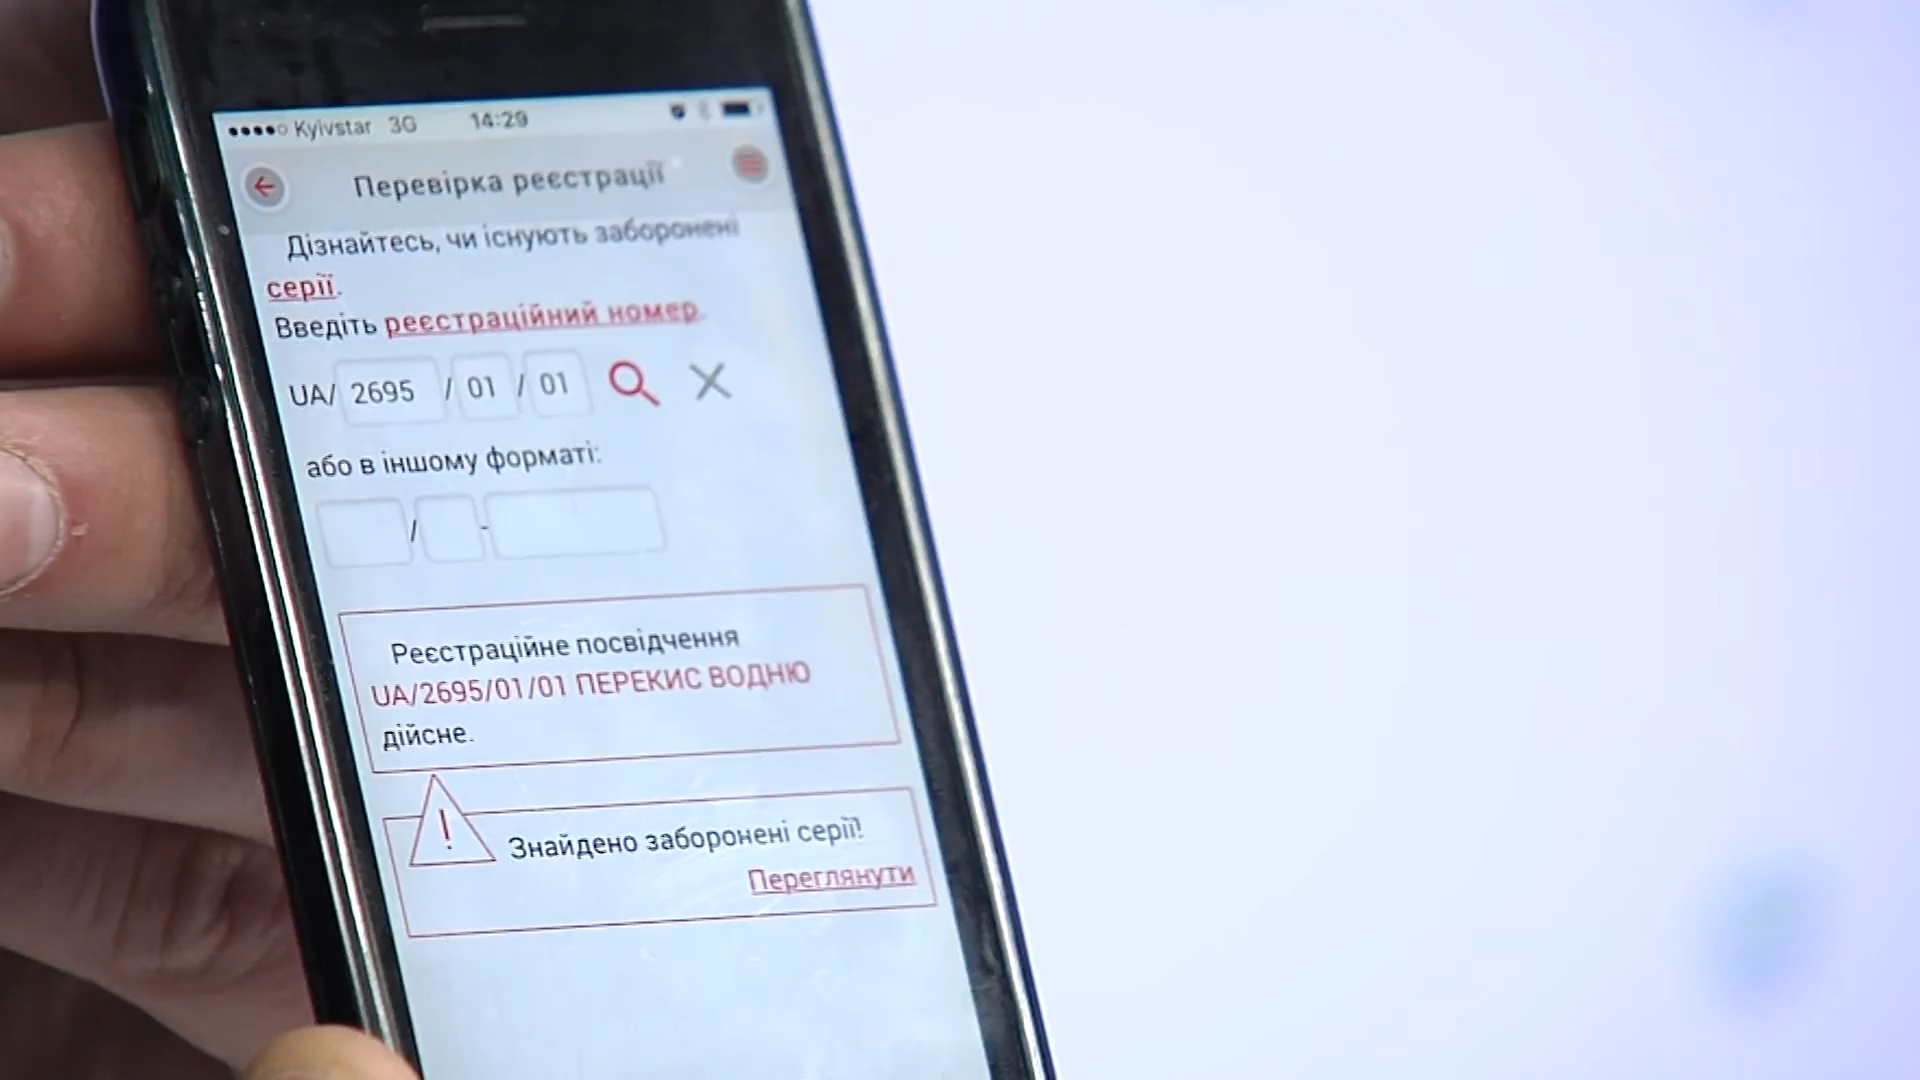 Kyivstar 3G 14:29
Перевірка реєстрації
Дізнайтесь, чи існують заборонені
серії.
Введіть реєстраційний номер.
UA/ 2695 / 01 / 01
або в іншому форматі:
/ -
Реєстраційне посвідчення
UA/2695/01/01 ПЕРЕКИС ВОДНЮ
дійсне.
! Знайдено заборонені серії!
Переглянути